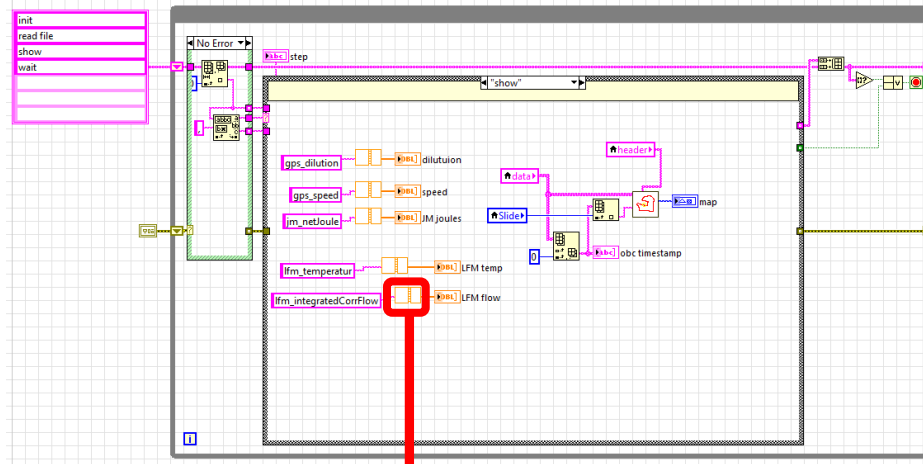 init
read file
show
wait
No Error
abc step
"show"
header
gps_dilution
DBL
dilutuion
data
gps_speed
DBL
speed
map
jm_netJoule
DBL
JM joules
Slide
0
abc
obc timestamp
lfm_temperatur
DBL
LFM temp
lfm_integratedCorrFlow
DBL
LFM flow
i